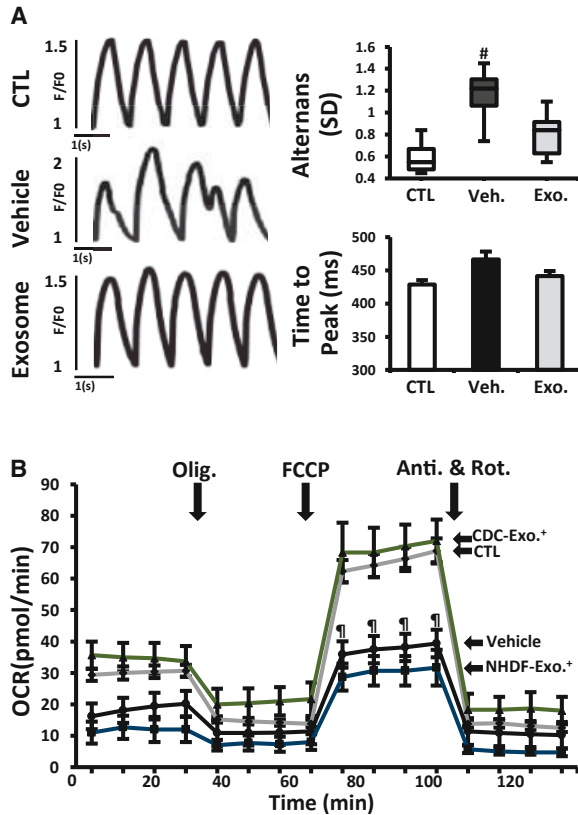 A
CTL
1.5
F/F0
1
1(s)
Vehicle
2
F/F0
1
1(s)
Exosome
1.5
F/F0
1
1(s)
Alternans
(SD)
1.6
1.4
1.2
1
0.8
0.6
0.4
#
CTL Veh. Exo.
Time to
Peak (ms)
500
450
400
350
300
CTL Veh. Exo.
B
Olig. FCCP Anti. & Rot.
OCR(pmol/min)
90
80
70
60
50
40
30
20
10
0
CDC-Exo.⁺
CTL
¶ ¶ ¶ ¶
Vehicle
NHDF-Exo.⁺
0 20 40 60 80 100 120
Time (min)